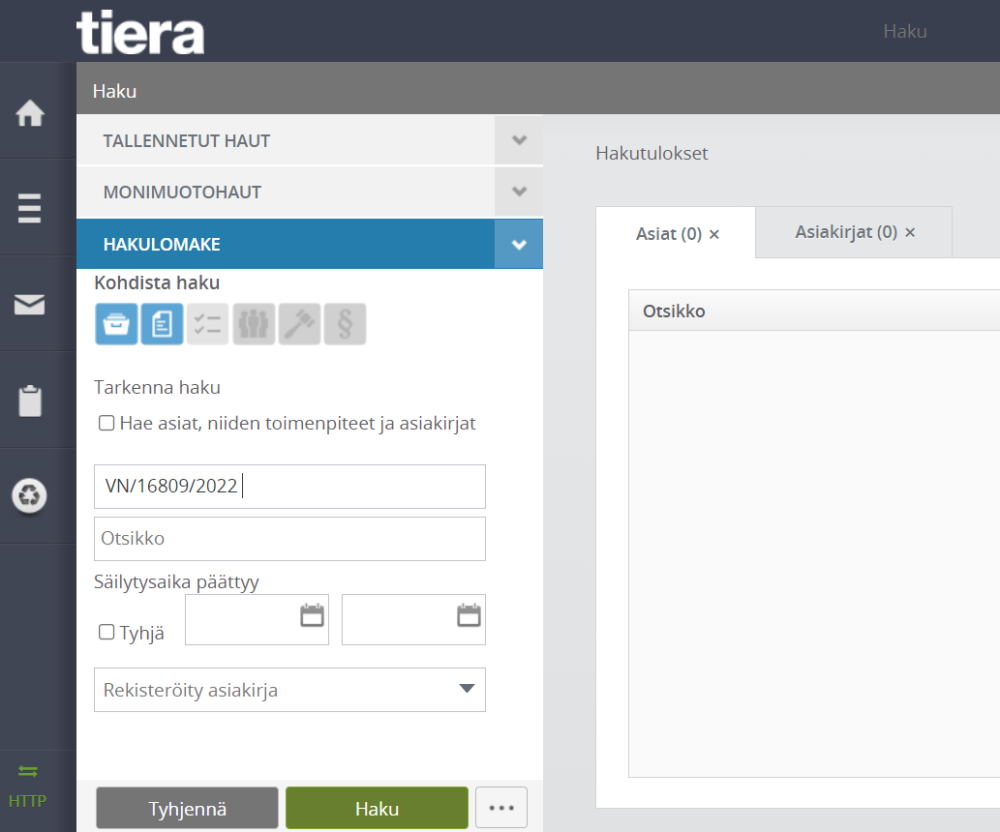 tiera
Haku
Haku
TALLENNETUT HAUT
MONIMUOTOHAUT
HAKULOMAKE
Kohdista haku
§
Tarkenna haku
Hae asiat, niiden toimenpiteet ja asiakirjat
VN/16809/2022
Otsikko
Säilytysaika päättyy
Tyhjä
Rekisteröity asiakirja
Tyhjennä
Haku
HTTP
Hakutulokset
Asiat (0) ×
Asiakirjat (0) ×
Otsikko